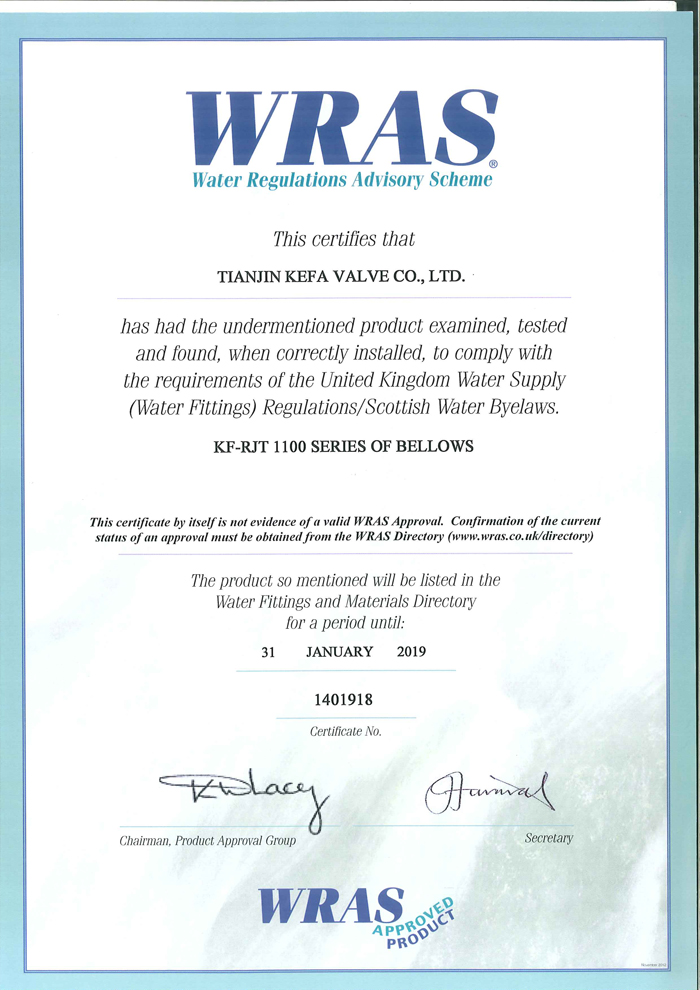 WRAS®
Water Regulations Advisory Scheme
This certifies that
TIANJIN KEFA VALVE CO., LTD.
has had the undermentioned product examined, tested
and found, when correctly installed, to comply with
the requirements of the United Kingdom Water Supply
(Water Fittings) Regulations/Scottish Water Byelaws.
KF-RJT 1100 SERIES OF BELLOWS
This certificate by itself is not evidence of a valid WRAS Approval. Confirmation of the current
status of an approval must be obtained from the WRAS Directory (www.wras.co.uk/directory)
The product so mentioned will be listed in the
Water Fittings and Materials Directory
for a period until:
31 JANUARY 2019
1401918
Certificate No.
Chairman, Product Approval Group
Secretary
WRAS
APPROVED
PRODUCT